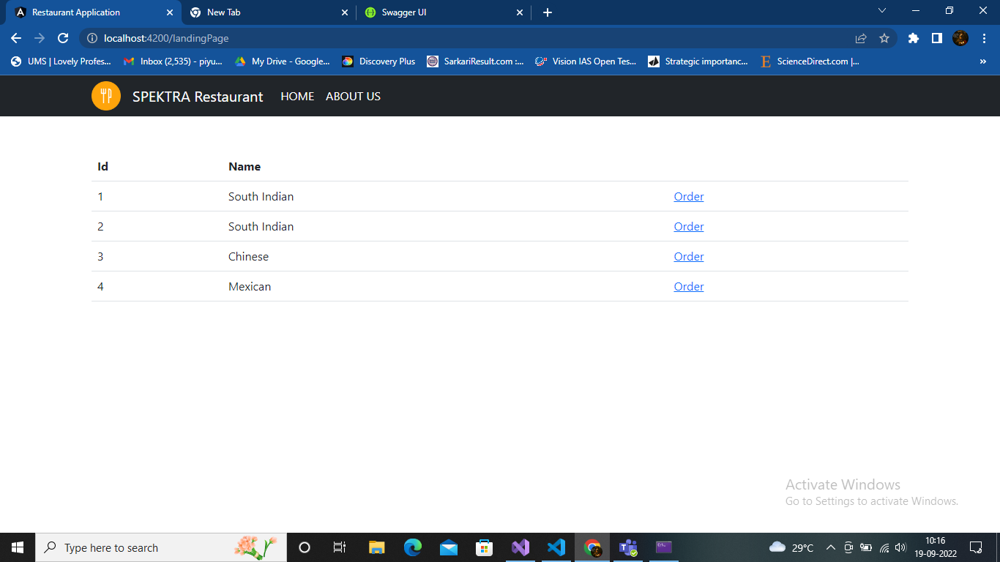 Restaurant Application New Tab Swagger UI
localhost:4200/landingPage
UMS | Lovely Profes... Inbox (2,535) - piyu... My Drive - Google... Discovery Plus SarkariResult.com :... Vision IAS Open Tes... Strategic importanc... ScienceDirect.com |... »
SPEKTRA Restaurant HOME ABOUT US
Id Name
1 South Indian Order
2 South Indian Order
3 Chinese Order
4 Mexican Order
Activate Windows
Go to Settings to activate Windows.
Type here to search 29°C 10:16
19-09-2022